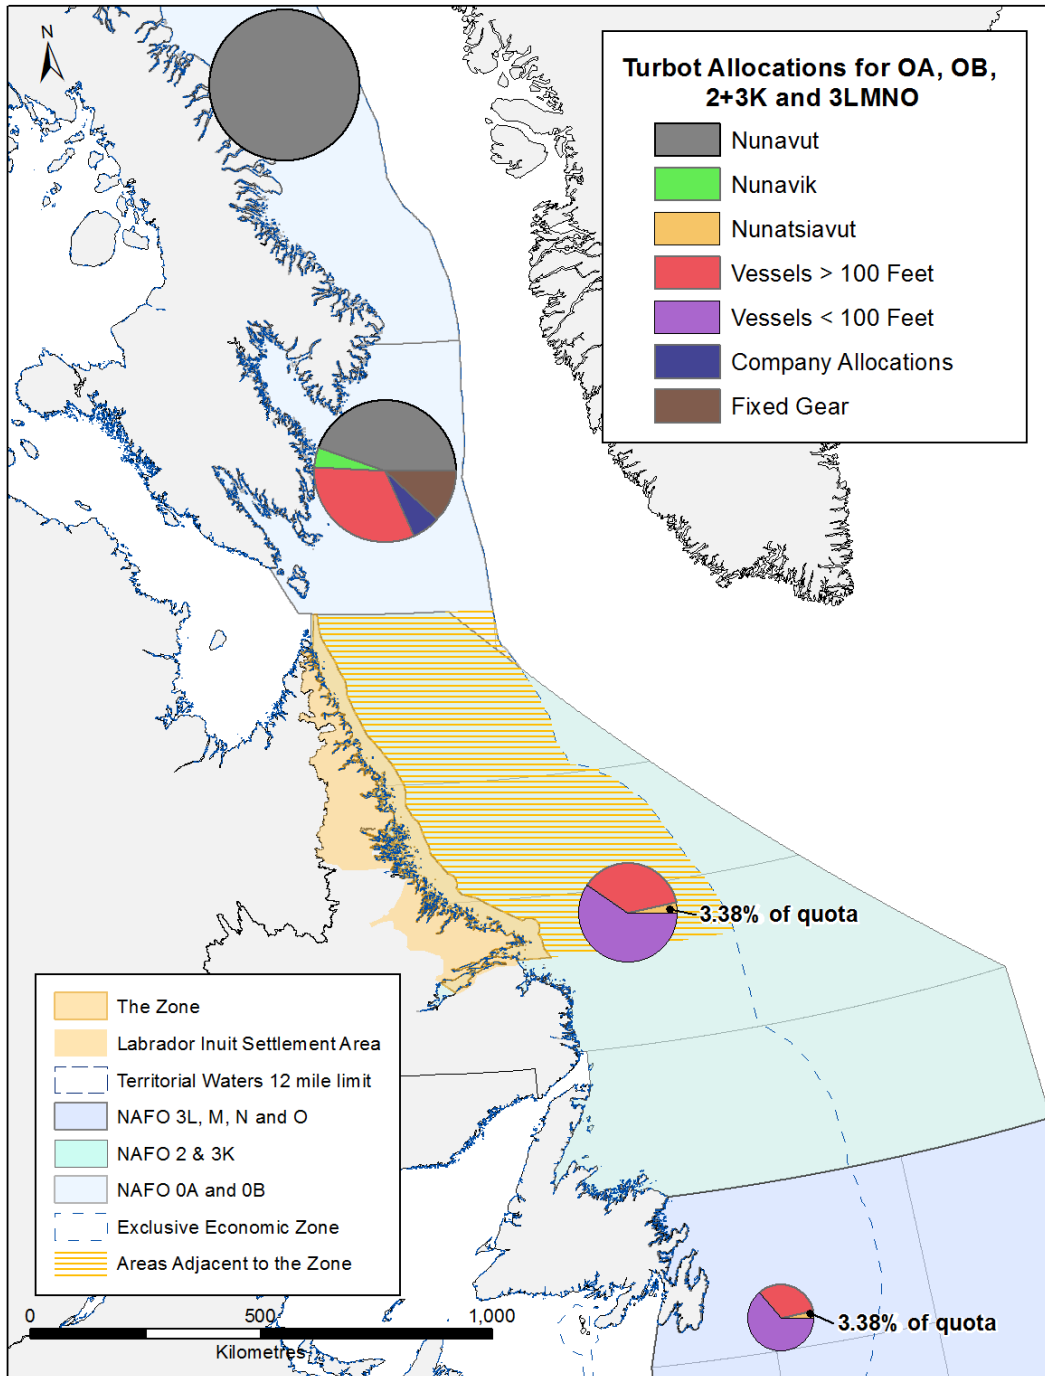 N
Turbot Allocations for OA, OB,
2+3K and 3LMNO
Nunavut
Nunavik
Nunatsiavut
Vessels > 100 Feet
Vessels < 100 Feet
Company Allocations
Fixed Gear
3.38% of quota
The Zone
Labrador Inuit Settlement Area
Territorial Waters 12 mile limit
NAFO 3L, M, N and O
NAFO 2 & 3K
NAFO 0A and 0B
Exclusive Economic Zone
Areas Adjacent to the Zone
0 500 1,000
Kilometres
3.38% of quota